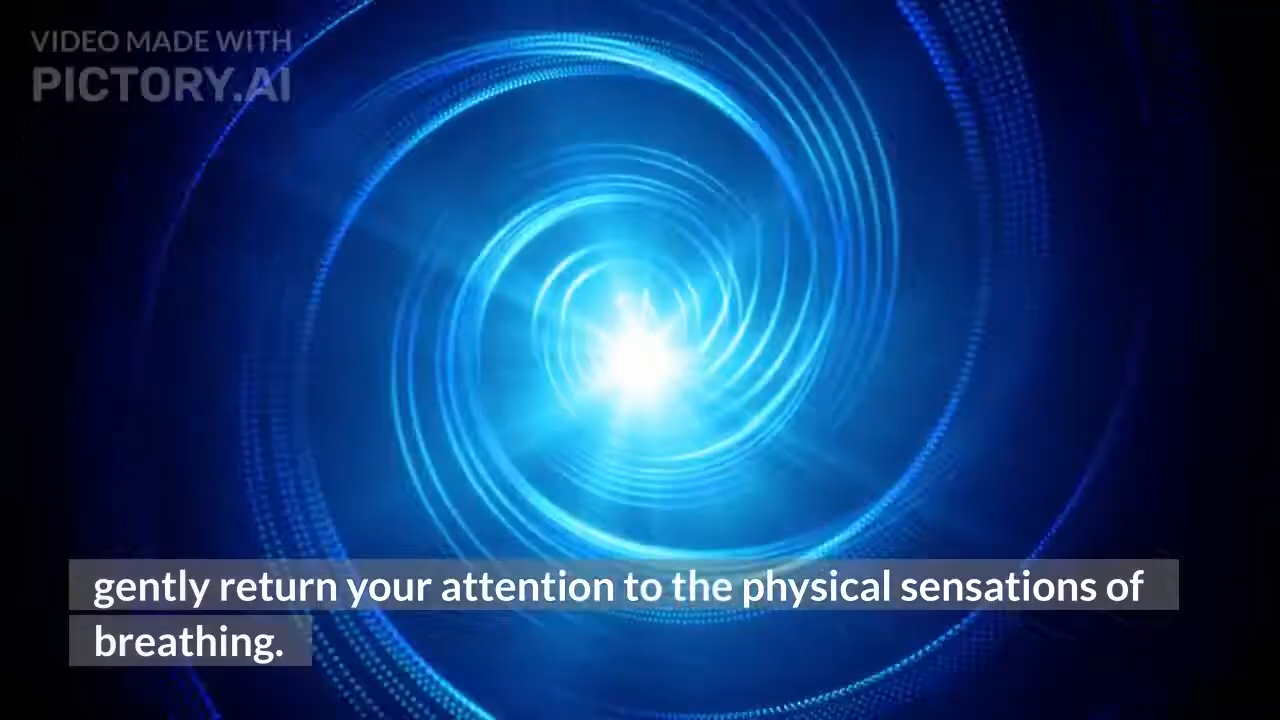 VIDEO MADE WITH
PICTORY.AI
gently return your attention to the physical sensations of
breathing.